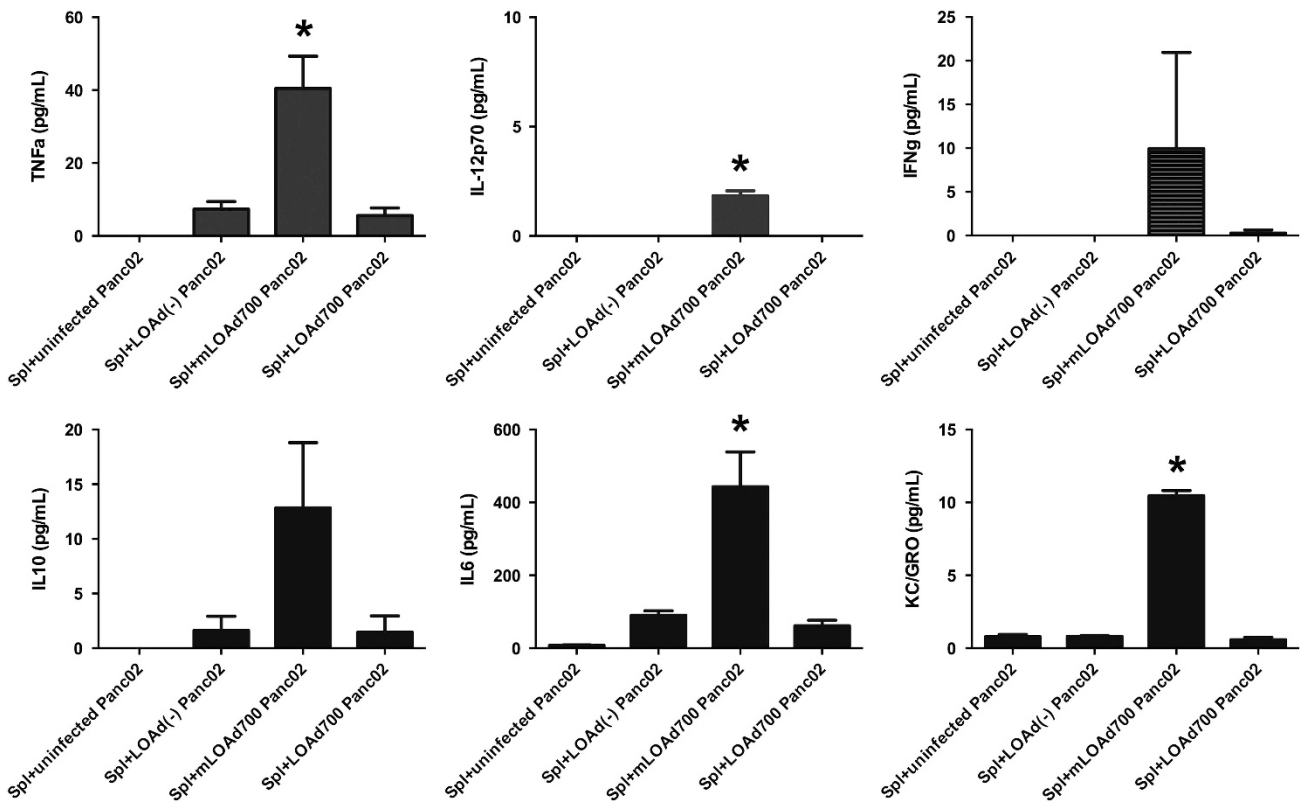 TNFa (pg/mL)
60
40
20
0
*
Spl+uninfected Panc02
Spl+LOAd(-) Panc02
Spl+mLOAd700 Panc02
Spl+LOAd700 Panc02
IL-12p70 (pg/mL)
10
5
0
*
Spl+uninfected Panc02
Spl+LOAd(-) Panc02
Spl+mLOAd700 Panc02
Spl+LOAd700 Panc02
IFNg (pg/mL)
25
20
15
10
5
0
Spl+uninfected Panc02
Spl+LOAd(-) Panc02
Spl+mLOAd700 Panc02
Spl+LOAd700 Panc02
IL10 (pg/mL)
20
15
10
5
0
Spl+uninfected Panc02
Spl+LOAd(-) Panc02
Spl+mLOAd700 Panc02
Spl+LOAd700 Panc02
IL6 (pg/mL)
600
400
200
0
*
Spl+uninfected Panc02
Spl+LOAd(-) Panc02
Spl+mLOAd700 Panc02
Spl+LOAd700 Panc02
KC/GRO (pg/mL)
15
10
5
0
*
Spl+uninfected Panc02
Spl+LOAd(-) Panc02
Spl+mLOAd700 Panc02
Spl+LOAd700 Panc02